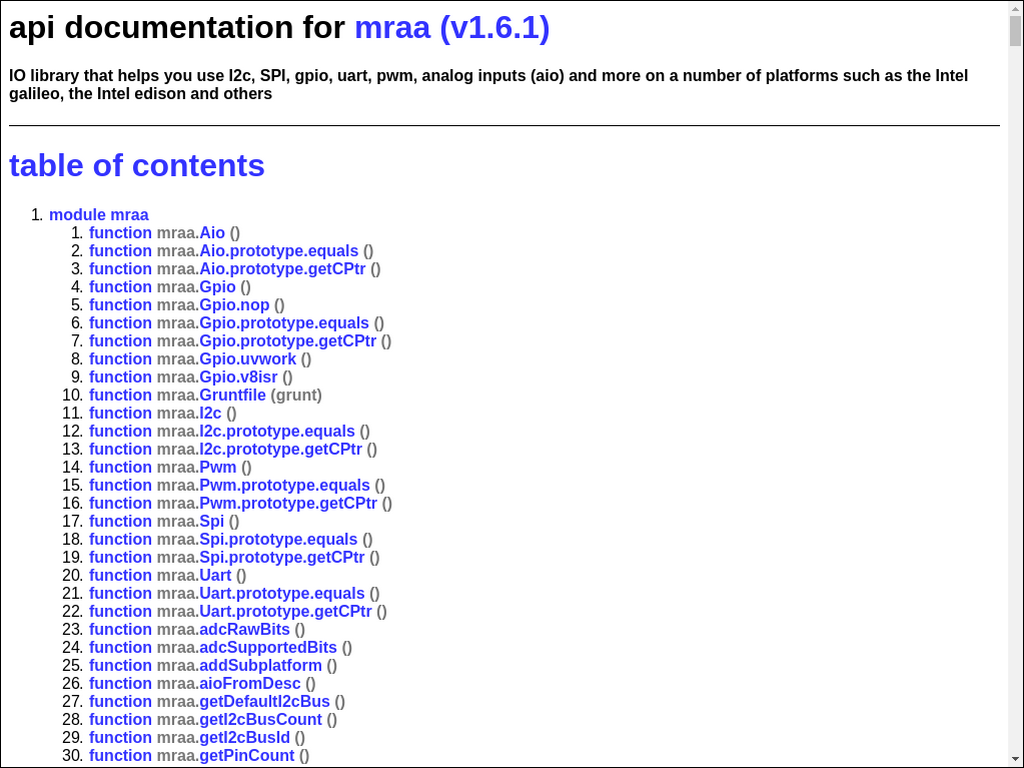 api documentation for mraa (v1.6.1)
IO library that helps you use I2c, SPI, gpio, uart, pwm, analog inputs (aio) and more on a number of platforms such as the Intel
galileo, the Intel edison and others
table of contents
1. module mraa
1. function mraa.Aio ()
2. function mraa.Aio.prototype.equals ()
3. function mraa.Aio.prototype.getCPtr ()
4. function mraa.Gpio ()
5. function mraa.Gpio.nop ()
6. function mraa.Gpio.prototype.equals ()
7. function mraa.Gpio.prototype.getCPtr ()
8. function mraa.Gpio.uvwork ()
9. function mraa.Gpio.v8isr ()
10. function mraa.Gruntfile (grunt)
11. function mraa.I2c ()
12. function mraa.I2c.prototype.equals ()
13. function mraa.I2c.prototype.getCPtr ()
14. function mraa.Pwm ()
15. function mraa.Pwm.prototype.equals ()
16. function mraa.Pwm.prototype.getCPtr ()
17. function mraa.Spi ()
18. function mraa.Spi.prototype.equals ()
19. function mraa.Spi.prototype.getCPtr ()
20. function mraa.Uart ()
21. function mraa.Uart.prototype.equals ()
22. function mraa.Uart.prototype.getCPtr ()
23. function mraa.adcRawBits ()
24. function mraa.adcSupportedBits ()
25. function mraa.addSubplatform ()
26. function mraa.aioFromDesc ()
27. function mraa.getDefaultI2cBus ()
28. function mraa.getI2cBusCount ()
29. function mraa.getI2cBusId ()
30. function mraa.getPinCount ()